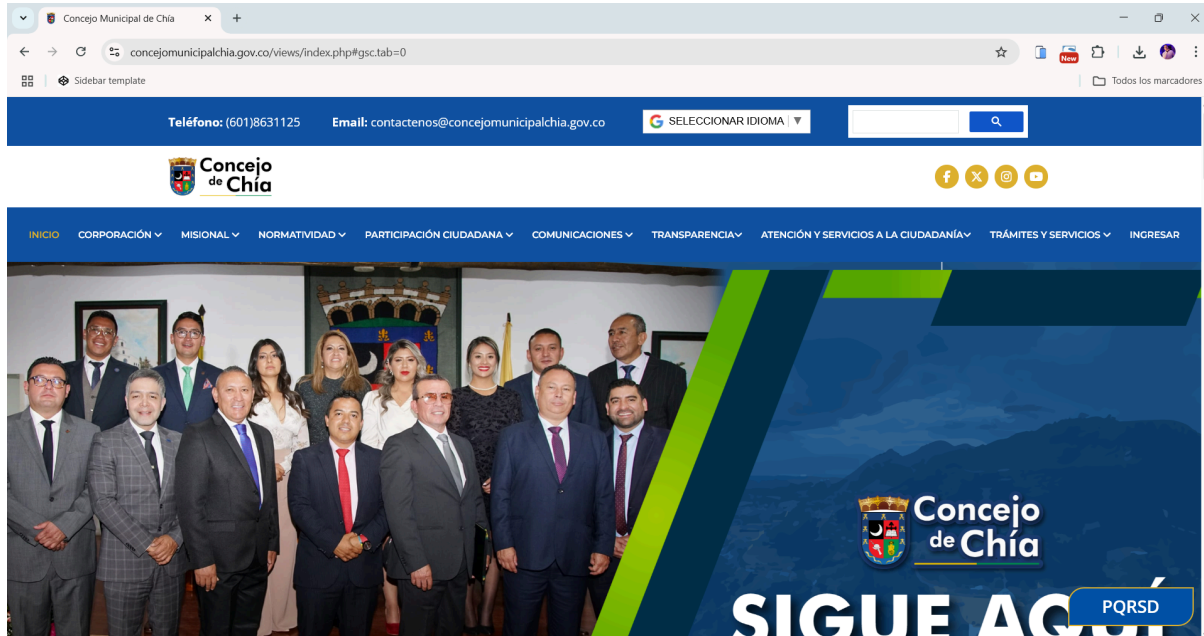 Concejo Municipal de Chía
concejomunicipalchia.gov.co/views/index.php#gsc.tab=0
New
Sidebar template
Todos los marcadores
Teléfono: (601)8631125 Email: contactenos@concejomunicipalchia.gov.co SELECCIONAR IDIOMA ▼
Concejo
de Chía
INICIO CORPORACIÓN MISIONAL NORMATIVIDAD PARTICIPACIÓN CIUDADANA COMUNICACIONES TRANSPARENCIA ATENCIÓN Y SERVICIOS A LA CIUDADANÍA TRÁMITES Y SERVICIOS INGRESAR
Concejo
de Chía
SIGUE AQUÍ
PQRSD